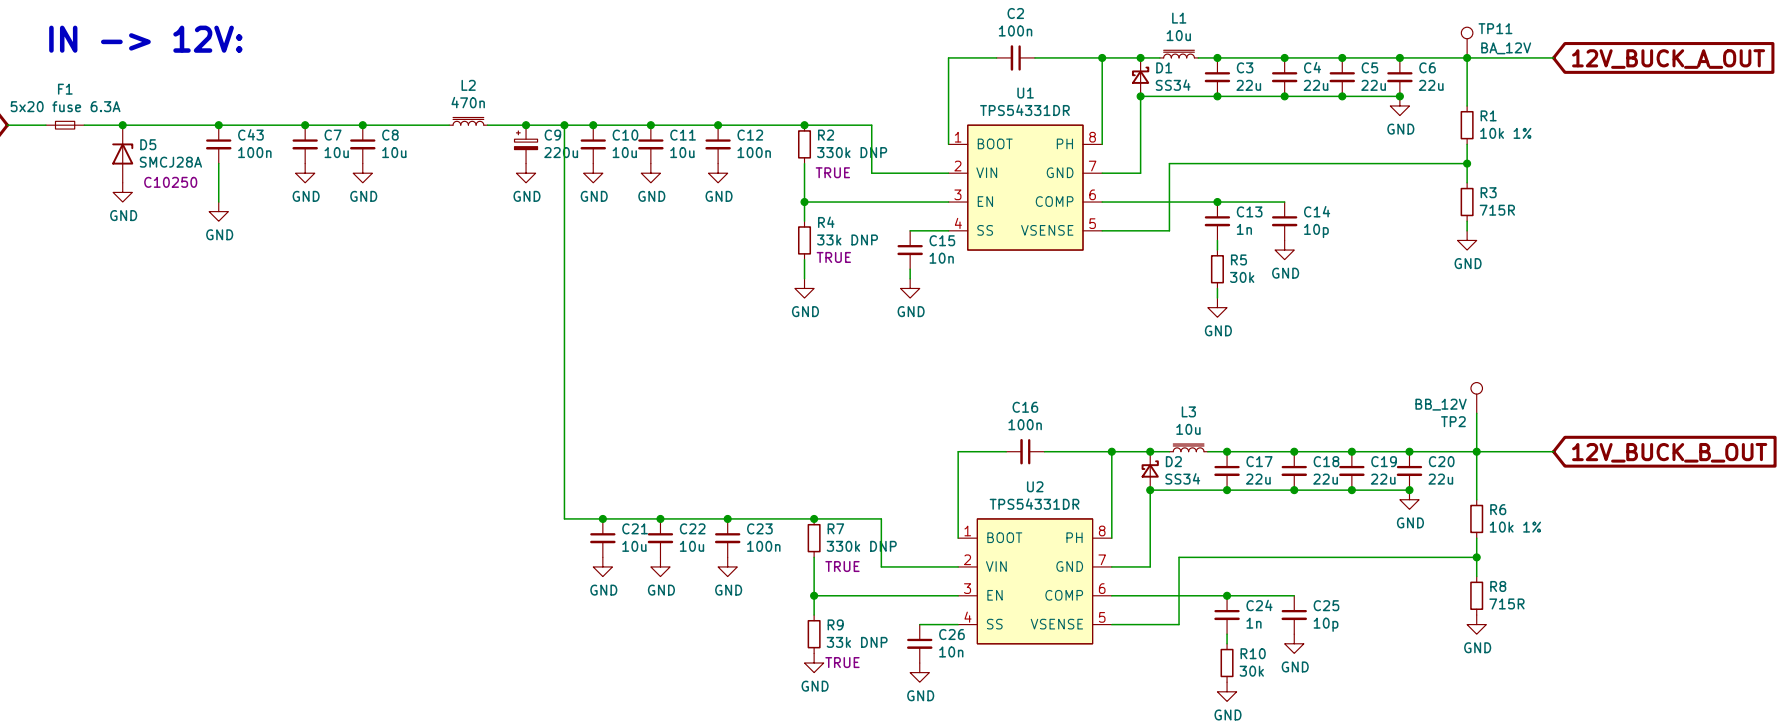 IN -> 12V:
F1
5x20 fuse 6.3A
D5
SMCJ28A
C10250
GND
C43
100n
GND
C7
10u
GND
C8
10u
GND
L2
470n
C9
220u
GND
C10
10u
GND
C11
10u
GND
C12
100n
GND
R2
330k DNP
TRUE
R4
33k DNP
TRUE
GND
C15
10n
GND
C2
100n
U1
TPS54331DR
1 BOOT
2 VIN
3 EN
4 SS
PH 8
GND 7
COMP 6
VSENSE 5
D1
SS34
L1
10u
C3
22u
C4
22u
C5
22u
C6
22u
GND
TP11
BA_12V
12V_BUCK_A_OUT
R1
10k 1%
R3
715R
GND
C13
1n
C14
10p
GND
R5
30k
GND
C21
10u
GND
C22
10u
GND
C23
100n
GND
R7
330k DNP
TRUE
R9
33k DNP
TRUE
GND
C26
10n
GND
C16
100n
U2
TPS54331DR
1 BOOT
2 VIN
3 EN
4 SS
PH 8
GND 7
COMP 6
VSENSE 5
D2
SS34
L3
10u
C17
22u
C18
22u
C19
22u
C20
22u
GND
BB_12V
TP2
12V_BUCK_B_OUT
R6
10k 1%
R8
715R
GND
C24
1n
C25
10p
GND
R10
30k
GND